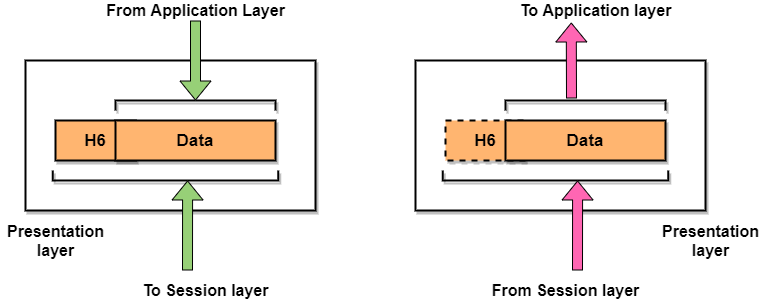 From Application Layer
To Application layer
H6
Data
H6
Data
Presentation
layer
Presentation
layer
To Session layer
From Session layer